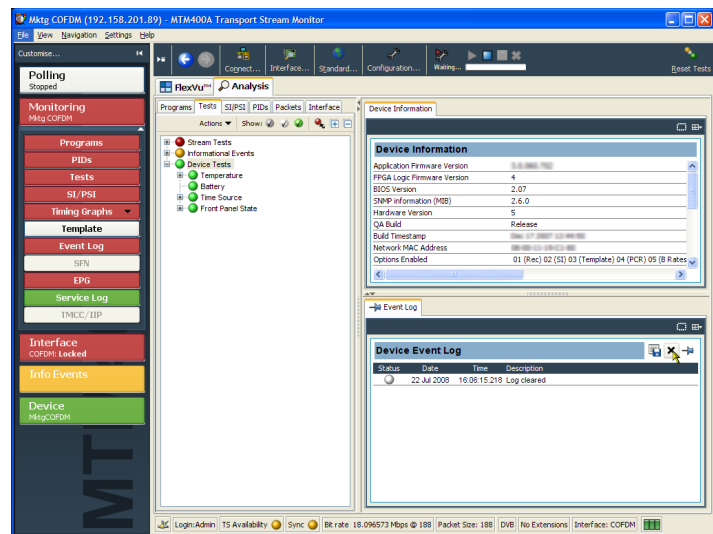 Mktg COFDM (192.158.201.89) - MTM400A Transport Stream Monitor
File View Navigation Settings Help
Customise...
Connect... Interface... Standard... Configuration... Waiting... Reset Tests
Polling
Stopped
FlexVu™ Analysis
Monitoring
Mktg COFDM
Programs
PIDs
Tests
SI/PSI
Timing Graphs
Template
Event Log
SFN
EPG
Service Log
TMCC/IIP
Interface
COFDM: Locked
Info Events
Device
MktgCOFDM
MTM
Programs Tests SI/PSI PIDs Packets Interface
Actions Show:
Stream Tests
Informational Events
Device Tests
Temperature
Battery
Time Source
Front Panel State
Device Information
Device Information
Application Firmware Version
FPGA Logic Firmware Version 4
BIOS Version 2.07
SNMP information (MIB) 2.6.0
Hardware Version 5
QA Build Release
Build Timestamp
Network MAC Address
Options Enabled 01 (Rec) 02 (SI) 03 (Template) 04 (PCR) 05 (B Rates
Event Log
Device Event Log
Status Date Time Description
22 Jul 2008 16:06:15.218 Log cleared
Login:Admin TS Availability Sync Bit rate 18.096573 Mbps @ 188 Packet Size: 188 DVB No Extensions Interface: COFDM